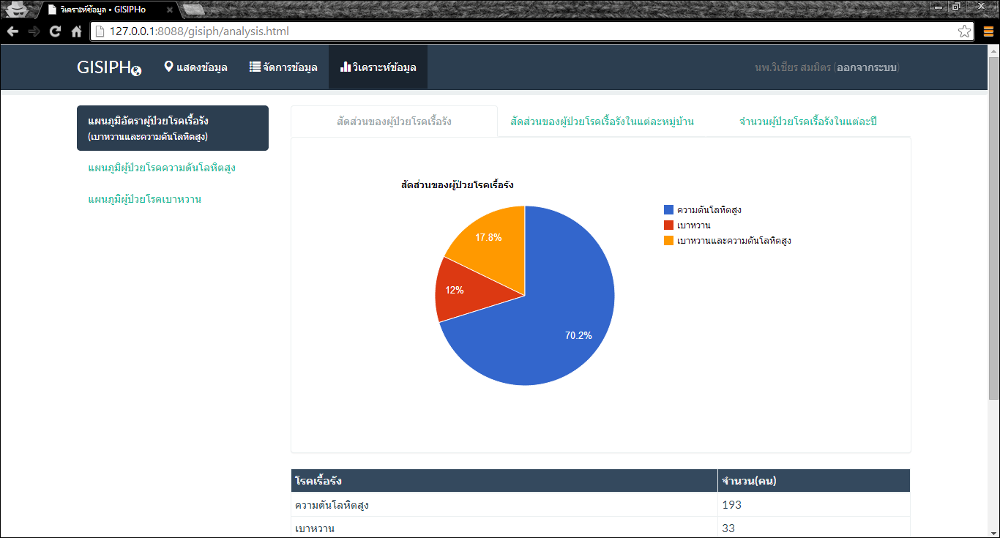 วิเคราะห์ข้อมูล • GISIPHo
127.0.0.1:8088/gisiph/analysis.html
GISIPH แสดงข้อมูล จัดการข้อมูล วิเคราะห์ข้อมูล นพ.วิเชียร สมมิตร (ออกจากระบบ)
แผนภูมิอัตราผู้ป่วยโรคเรื้อรัง
(เบาหวานและความดันโลหิตสูง)
แผนภูมิผู้ป่วยโรคความดันโลหิตสูง
แผนภูมิผู้ป่วยโรคเบาหวาน
สัดส่วนของผู้ป่วยโรคเรื้อรัง สัดส่วนของผู้ป่วยโรคเรื้อรังในแต่ละหมู่บ้าน จำนวนผู้ป่วยโรคเรื้อรังในแต่ละปี
สัดส่วนของผู้ป่วยโรคเรื้อรัง
ความดันโลหิตสูง
เบาหวาน
เบาหวานและความดันโลหิตสูง
17.8%
12%
70.2%
โรคเรื้อรัง จำนวน(คน)
ความดันโลหิตสูง 193
เบาหวาน 33